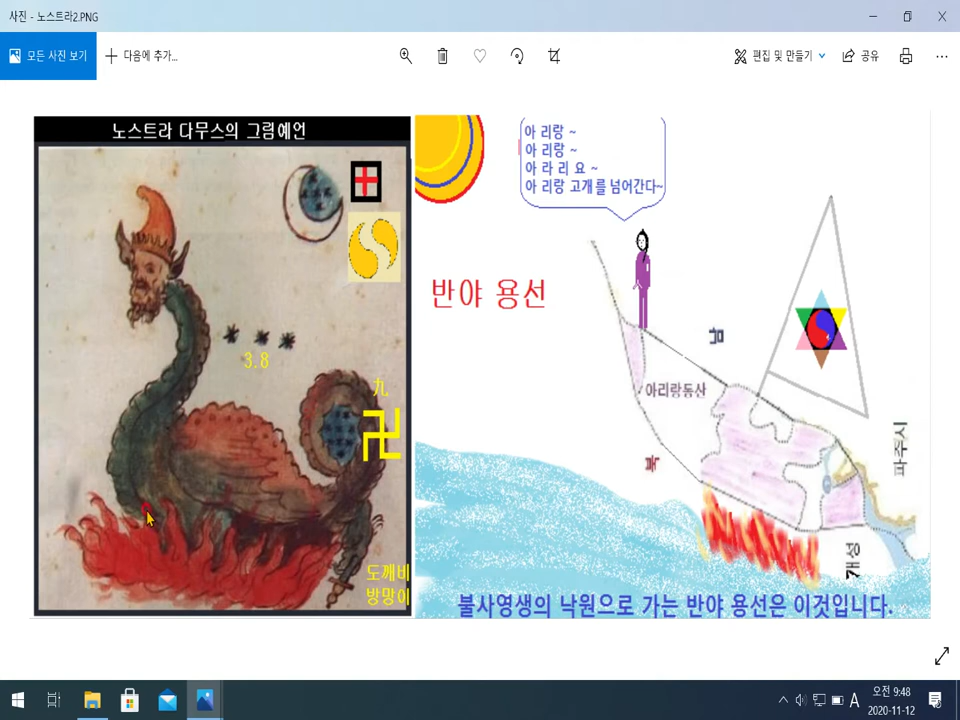 사진 - 노스트라2.PNG
모든 사진 보기
다음에 추가...
편집 및 만들기
공유
노스트라 다무스의 그림예언
3.8
九
卍
도깨비
방망이
아 리랑 ~
아 리랑 ~
아 라 리 요 ~
아 리랑 고개를 넘어간다~
반야 용선
남
아리랑동산
북
파주시
개성
불사영생의 낙원으로 가는 반야 용선은 이것입니다.
A
오전 9:48
2020-11-12